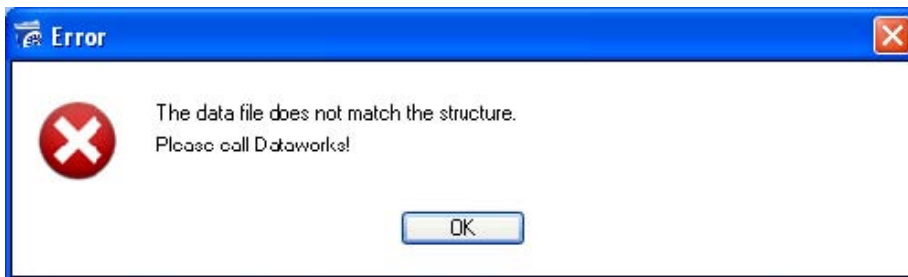 Error
The data file does not match the structure.
Please call Dataworks!
OK